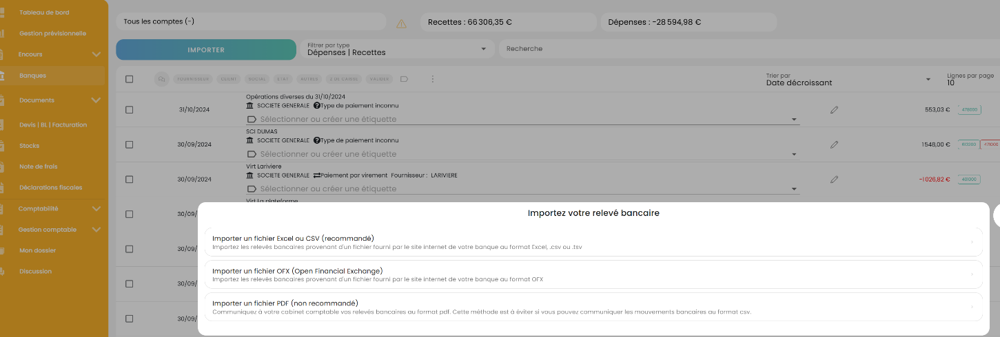 Tableau de bord
Gestion prévisionnelle
Encours
Banques
Documents
Devis | BL | Facturation
Stocks
Note de frais
Déclarations fiscales
Comptabilité
Gestion comptable
Mon dossier
Discussion
Tous les comptes (-)
Recettes : 66 306,35 €
Dépenses : -28 594,98 €
IMPORTER
Filtrer par type
Dépenses | Recettes
Recherche
FOURNISSEUR CLIENT SOCIAL ETAT AUTRES Z DE CAISSE VALIDER
Trier par
Date décroissant
Lignes par page
10
Opérations diverses du 31/10/2024
31/10/2024
SOCIETE GENERALE Type de paiement inconnu
Sélectionner ou créer une étiquette
553,03 €
478000
SCI DUMAS
30/09/2024
SOCIETE GENERALE Type de paiement inconnu
Sélectionner ou créer une étiquette
1 548,00 €
471000
Virt Lariviere
30/09/2024
SOCIETE GENERALE Paiement par virement Fournisseur : LARIVIERE
Sélectionner ou créer une étiquette
-1 026,82 €
401000
Virt La plateforme
30/09/
30/09/
30/09/
30/09/
Importez votre relevé bancaire
Importer un fichier Excel ou CSV (recommandé)
Importez les relevés bancaires provenant d'un fichier fourni par le site internet de votre banque au format Excel, .csv ou .tsv
Importer un fichier OFX (Open Financial Exchange)
Importez les relevés bancaires provenant d'un fichier fourni par le site internet de votre banque au format OFX
Importer un fichier PDF (non recommandé)
Communiquez à votre cabinet comptable vos relevés bancaires au format pdf. Cette méthode est à éviter si vous pouvez communiquer les mouvements bancaires au format csv.